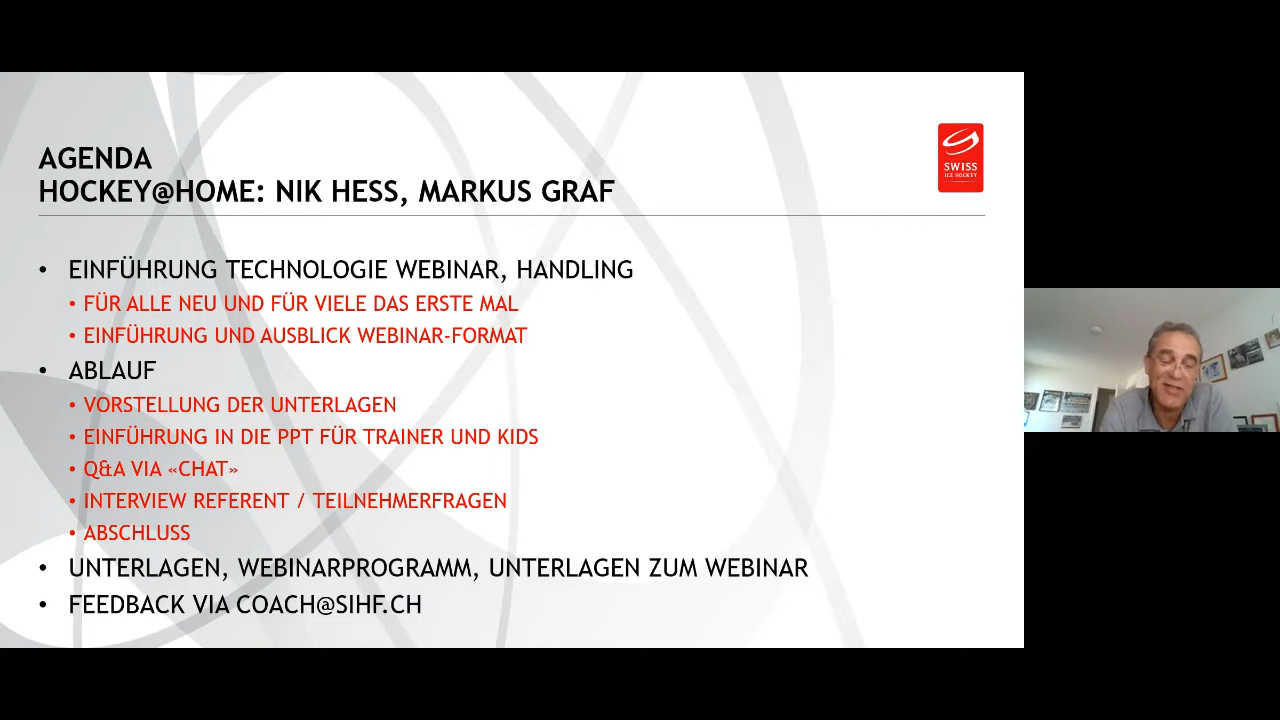 AGENDA
HOCKEY@HOME: NIK HESS, MARKUS GRAF
SWISS
ICE HOCKEY
• EINFÜHRUNG TECHNOLOGIE WEBINAR, HANDLING
• FÜR ALLE NEU UND FÜR VIELE DAS ERSTE MAL
• EINFÜHRUNG UND AUSBLICK WEBINAR-FORMAT
• ABLAUF
• VORSTELLUNG DER UNTERLAGEN
• EINFÜHRUNG IN DIE PPT FÜR TRAINER UND KIDS
• Q&A VIA «CHAT»
• INTERVIEW REFERENT / TEILNEHMERFRAGEN
• ABSCHLUSS
• UNTERLAGEN, WEBINARPROGRAMM, UNTERLAGEN ZUM WEBINAR
• FEEDBACK VIA COACH@SIHF.CH